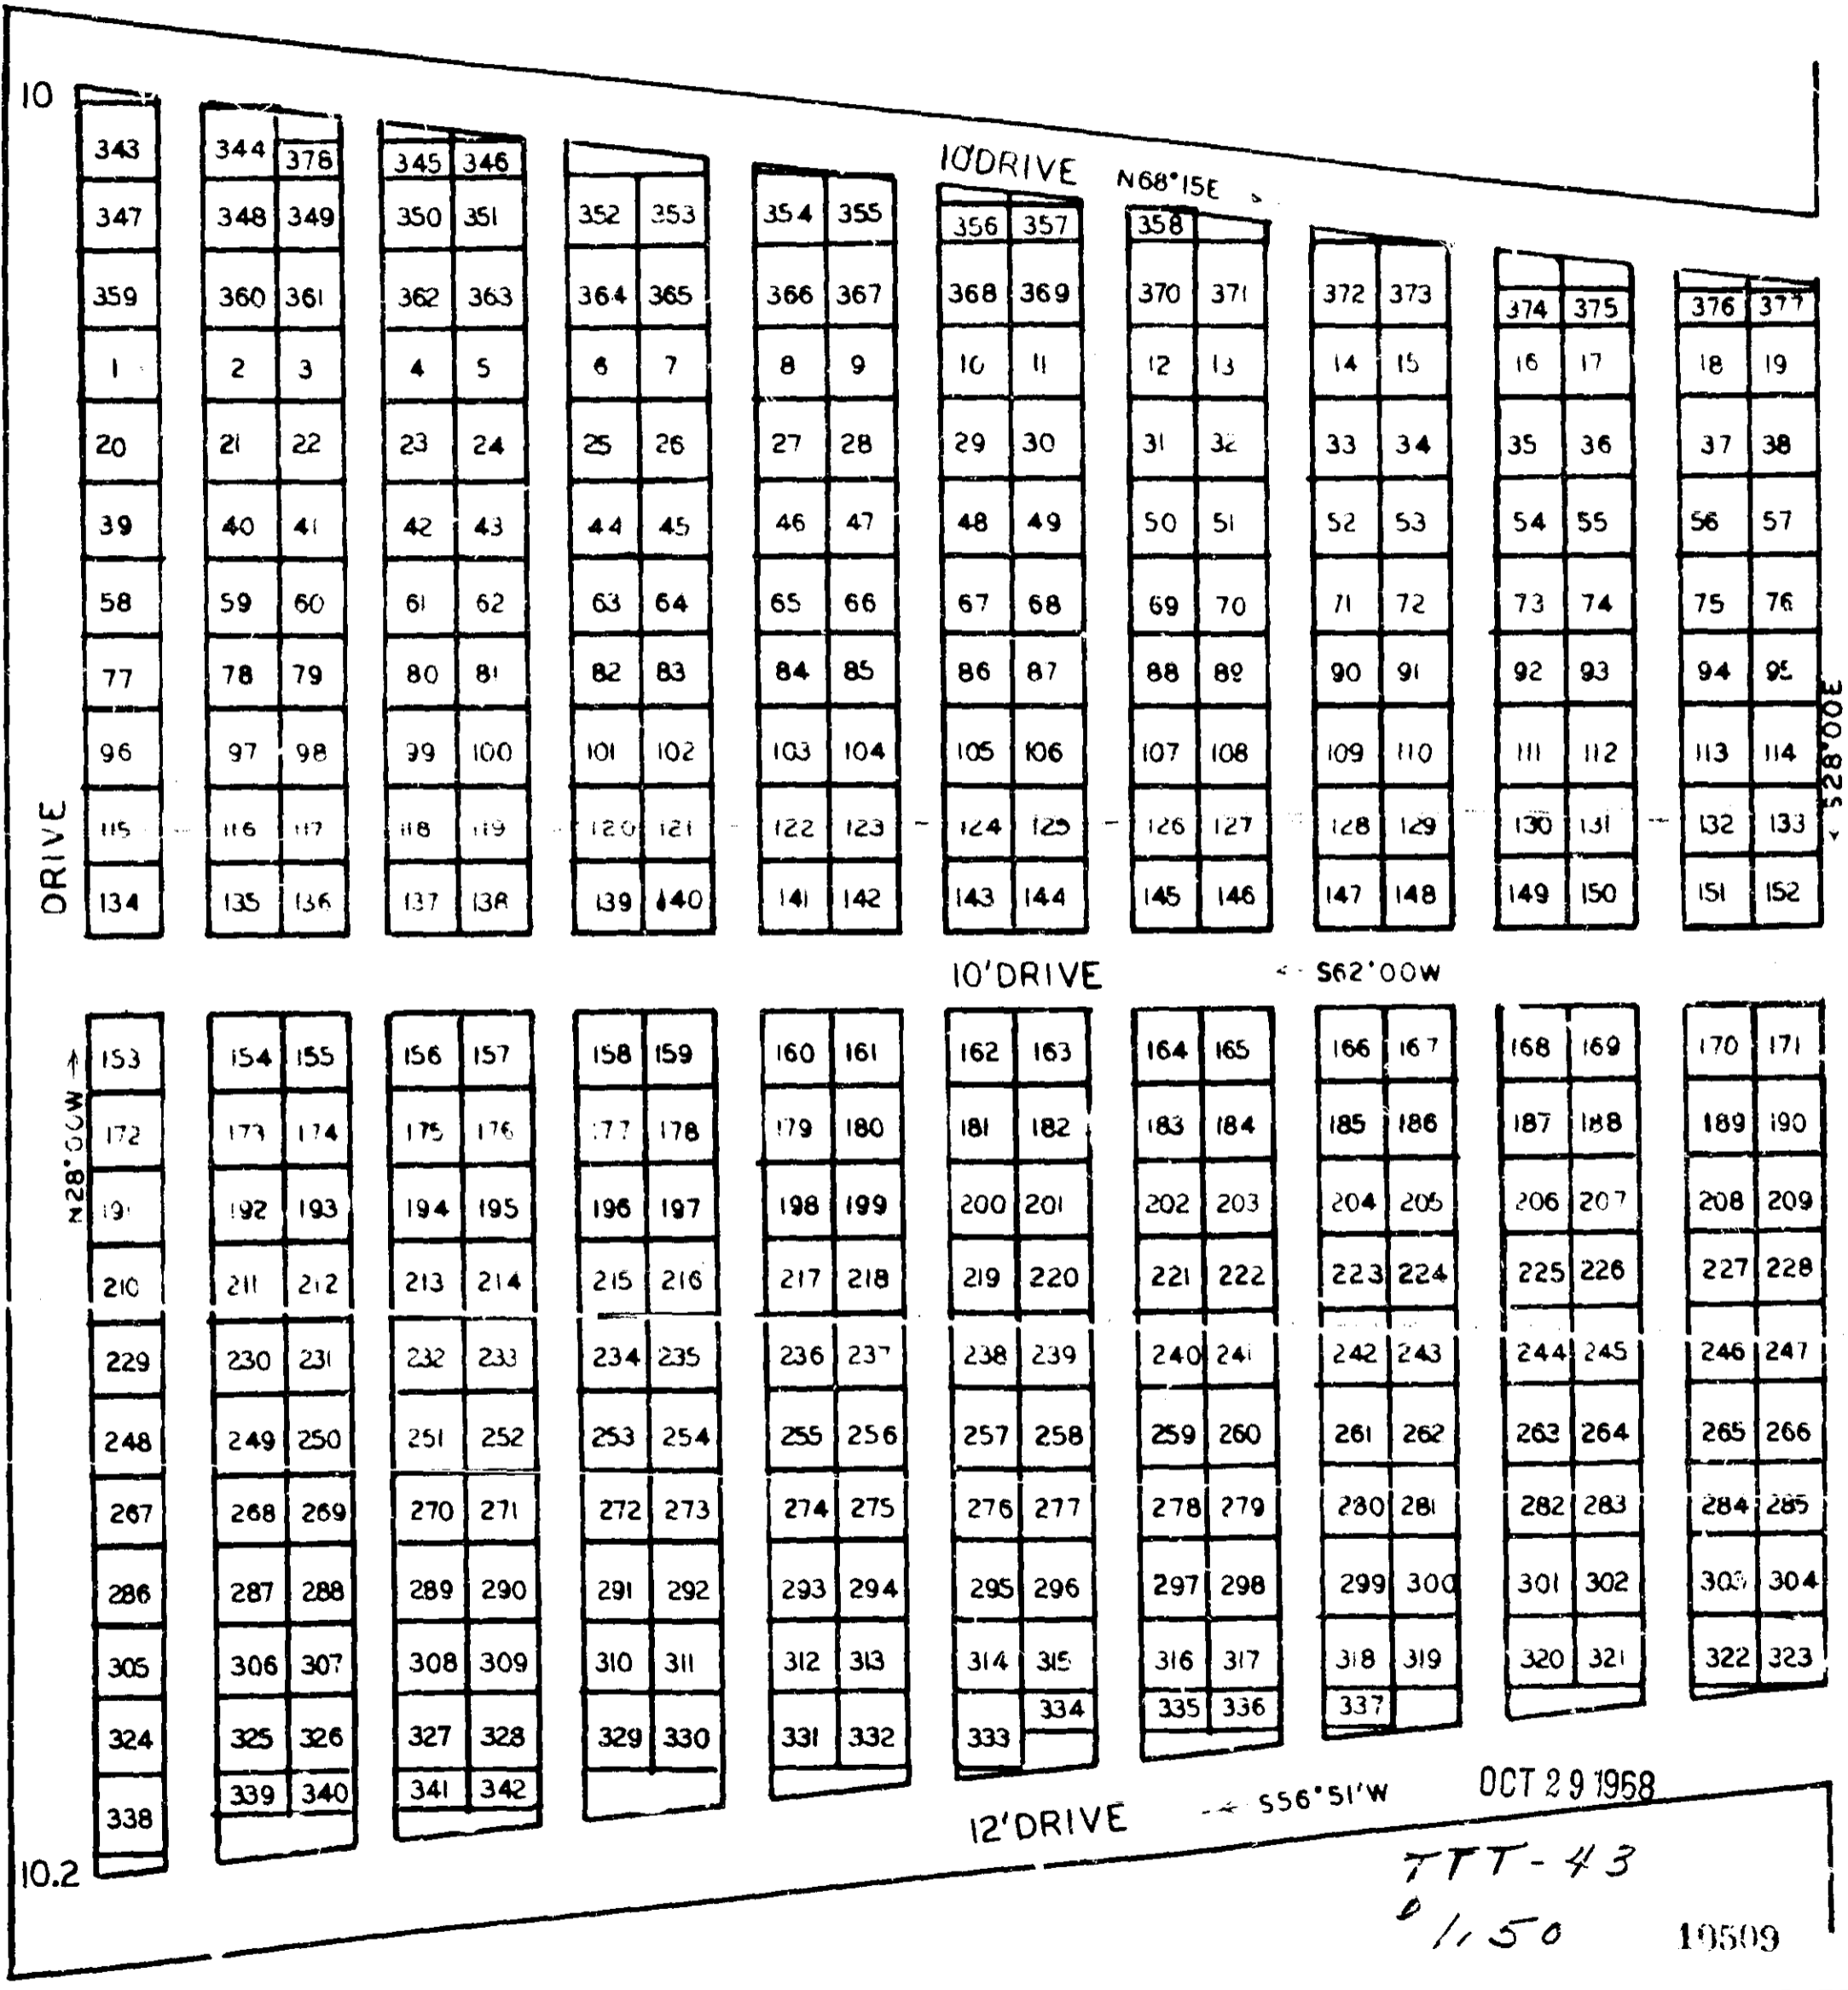 10
343 344 378 345 346
10'DRIVE N68°15E
347 348 349 350 351 352 353 354 355 356 357 358
359 360 361 362 363 364 365 366 367 368 369 370 371 372 373 374 375 376 377
1 2 3 4 5 6 7 8 9 10 11 12 13 14 15 16 17 18 19
20 21 22 23 24 25 26 27 28 29 30 31 32 33 34 35 36 37 38
39 40 41 42 43 44 45 46 47 48 49 50 51 52 53 54 55 56 57
58 59 60 61 62 63 64 65 66 67 68 69 70 71 72 73 74 75 76
77 78 79 80 81 82 83 84 85 86 87 88 89 90 91 92 93 94 95
S28°00E
96 97 98 99 100 101 102 103 104 105 106 107 108 109 110 111 112 113 114
DRIVE
115 116 117 118 119 120 121 122 123 124 125 126 127 128 129 130 131 132 133
134 135 136 137 138 139 140 141 142 143 144 145 146 147 148 149 150 151 152
10'DRIVE S62°00W
153 154 155 156 157 158 159 160 161 162 163 164 165 166 167 168 169 170 171
N28°00W
172 173 174 175 176 177 178 179 180 181 182 183 184 185 186 187 188 189 190
191 192 193 194 195 196 197 198 199 200 201 202 203 204 205 206 207 208 209
210 211 212 213 214 215 216 217 218 219 220 221 222 223 224 225 226 227 228
229 230 231 232 233 234 235 236 237 238 239 240 241 242 243 244 245 246 247
248 249 250 251 252 253 254 255 256 257 258 259 260 261 262 263 264 265 266
267 268 269 270 271 272 273 274 275 276 277 278 279 280 281 282 283 284 285
286 287 288 289 290 291 292 293 294 295 296 297 298 299 300 301 302 303 304
305 306 307 308 309 310 311 312 313 314 315 316 317 318 319 320 321 322 323
324 325 326 327 328 329 330 331 332 333 334 335 336 337
338 339 340 341 342
12'DRIVE S56°51'W
OCT 29 1968
10.2
TTT-43
1.50
10509